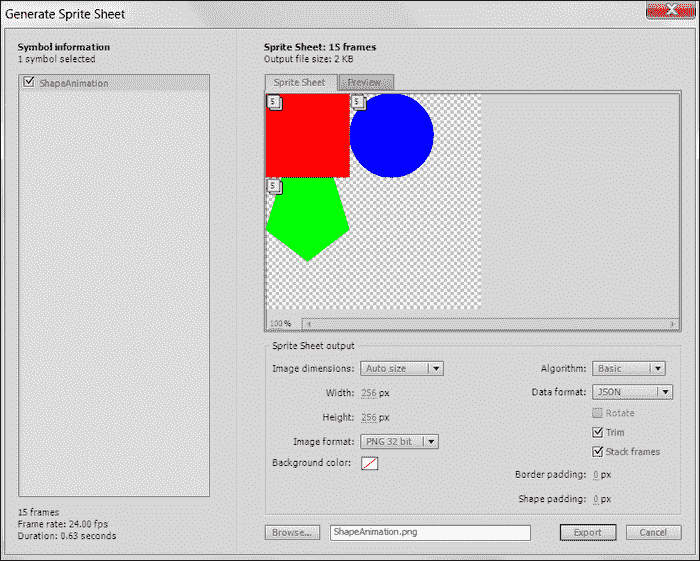 Generate Sprite Sheet
Symbol information
1 symbol selected
ShapeAnimation
15 frames
Frame rate: 24.00 fps
Duration: 0.63 seconds
Sprite Sheet: 15 frames
Output file size: 2 KB
Sprite Sheet Preview
5 5
5
100 %
Sprite Sheet output
Image dimensions: Auto size
Width: 256 px
Height: 256 px
Image format: PNG 32 bit
Background color:
Algorithm: Basic
Data format: JSON
Rotate
Trim
Stack frames
Border padding: 0 px
Shape padding: 0 px
Browse... ShapeAnimation.png Export Cancel